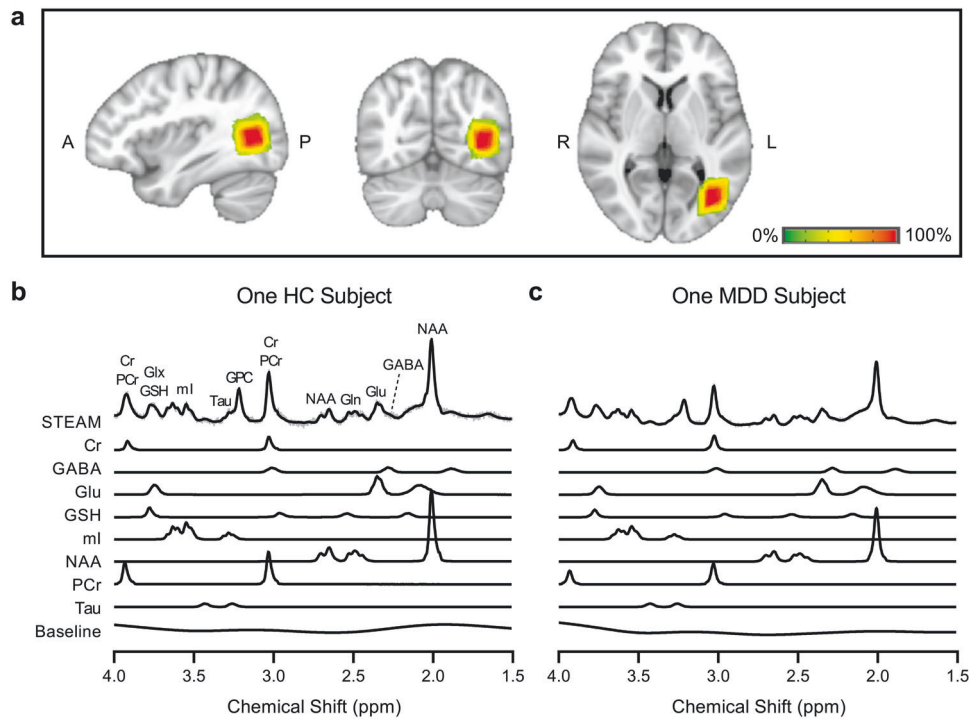 a
A
P
R
L
0%
100%
b
One HC Subject
c
One MDD Subject
NAA
Cr
PCr
Cr
PCr
Glx
GSH
mI
Tau
GPC
NAA
Gln
Glu
GABA
STEAM
Cr
GABA
Glu
GSH
mI
NAA
PCr
Tau
Baseline
4.0 3.5 3.0 2.5 2.0 1.5
4.0 3.5 3.0 2.5 2.0 1.5
Chemical Shift (ppm)
Chemical Shift (ppm)